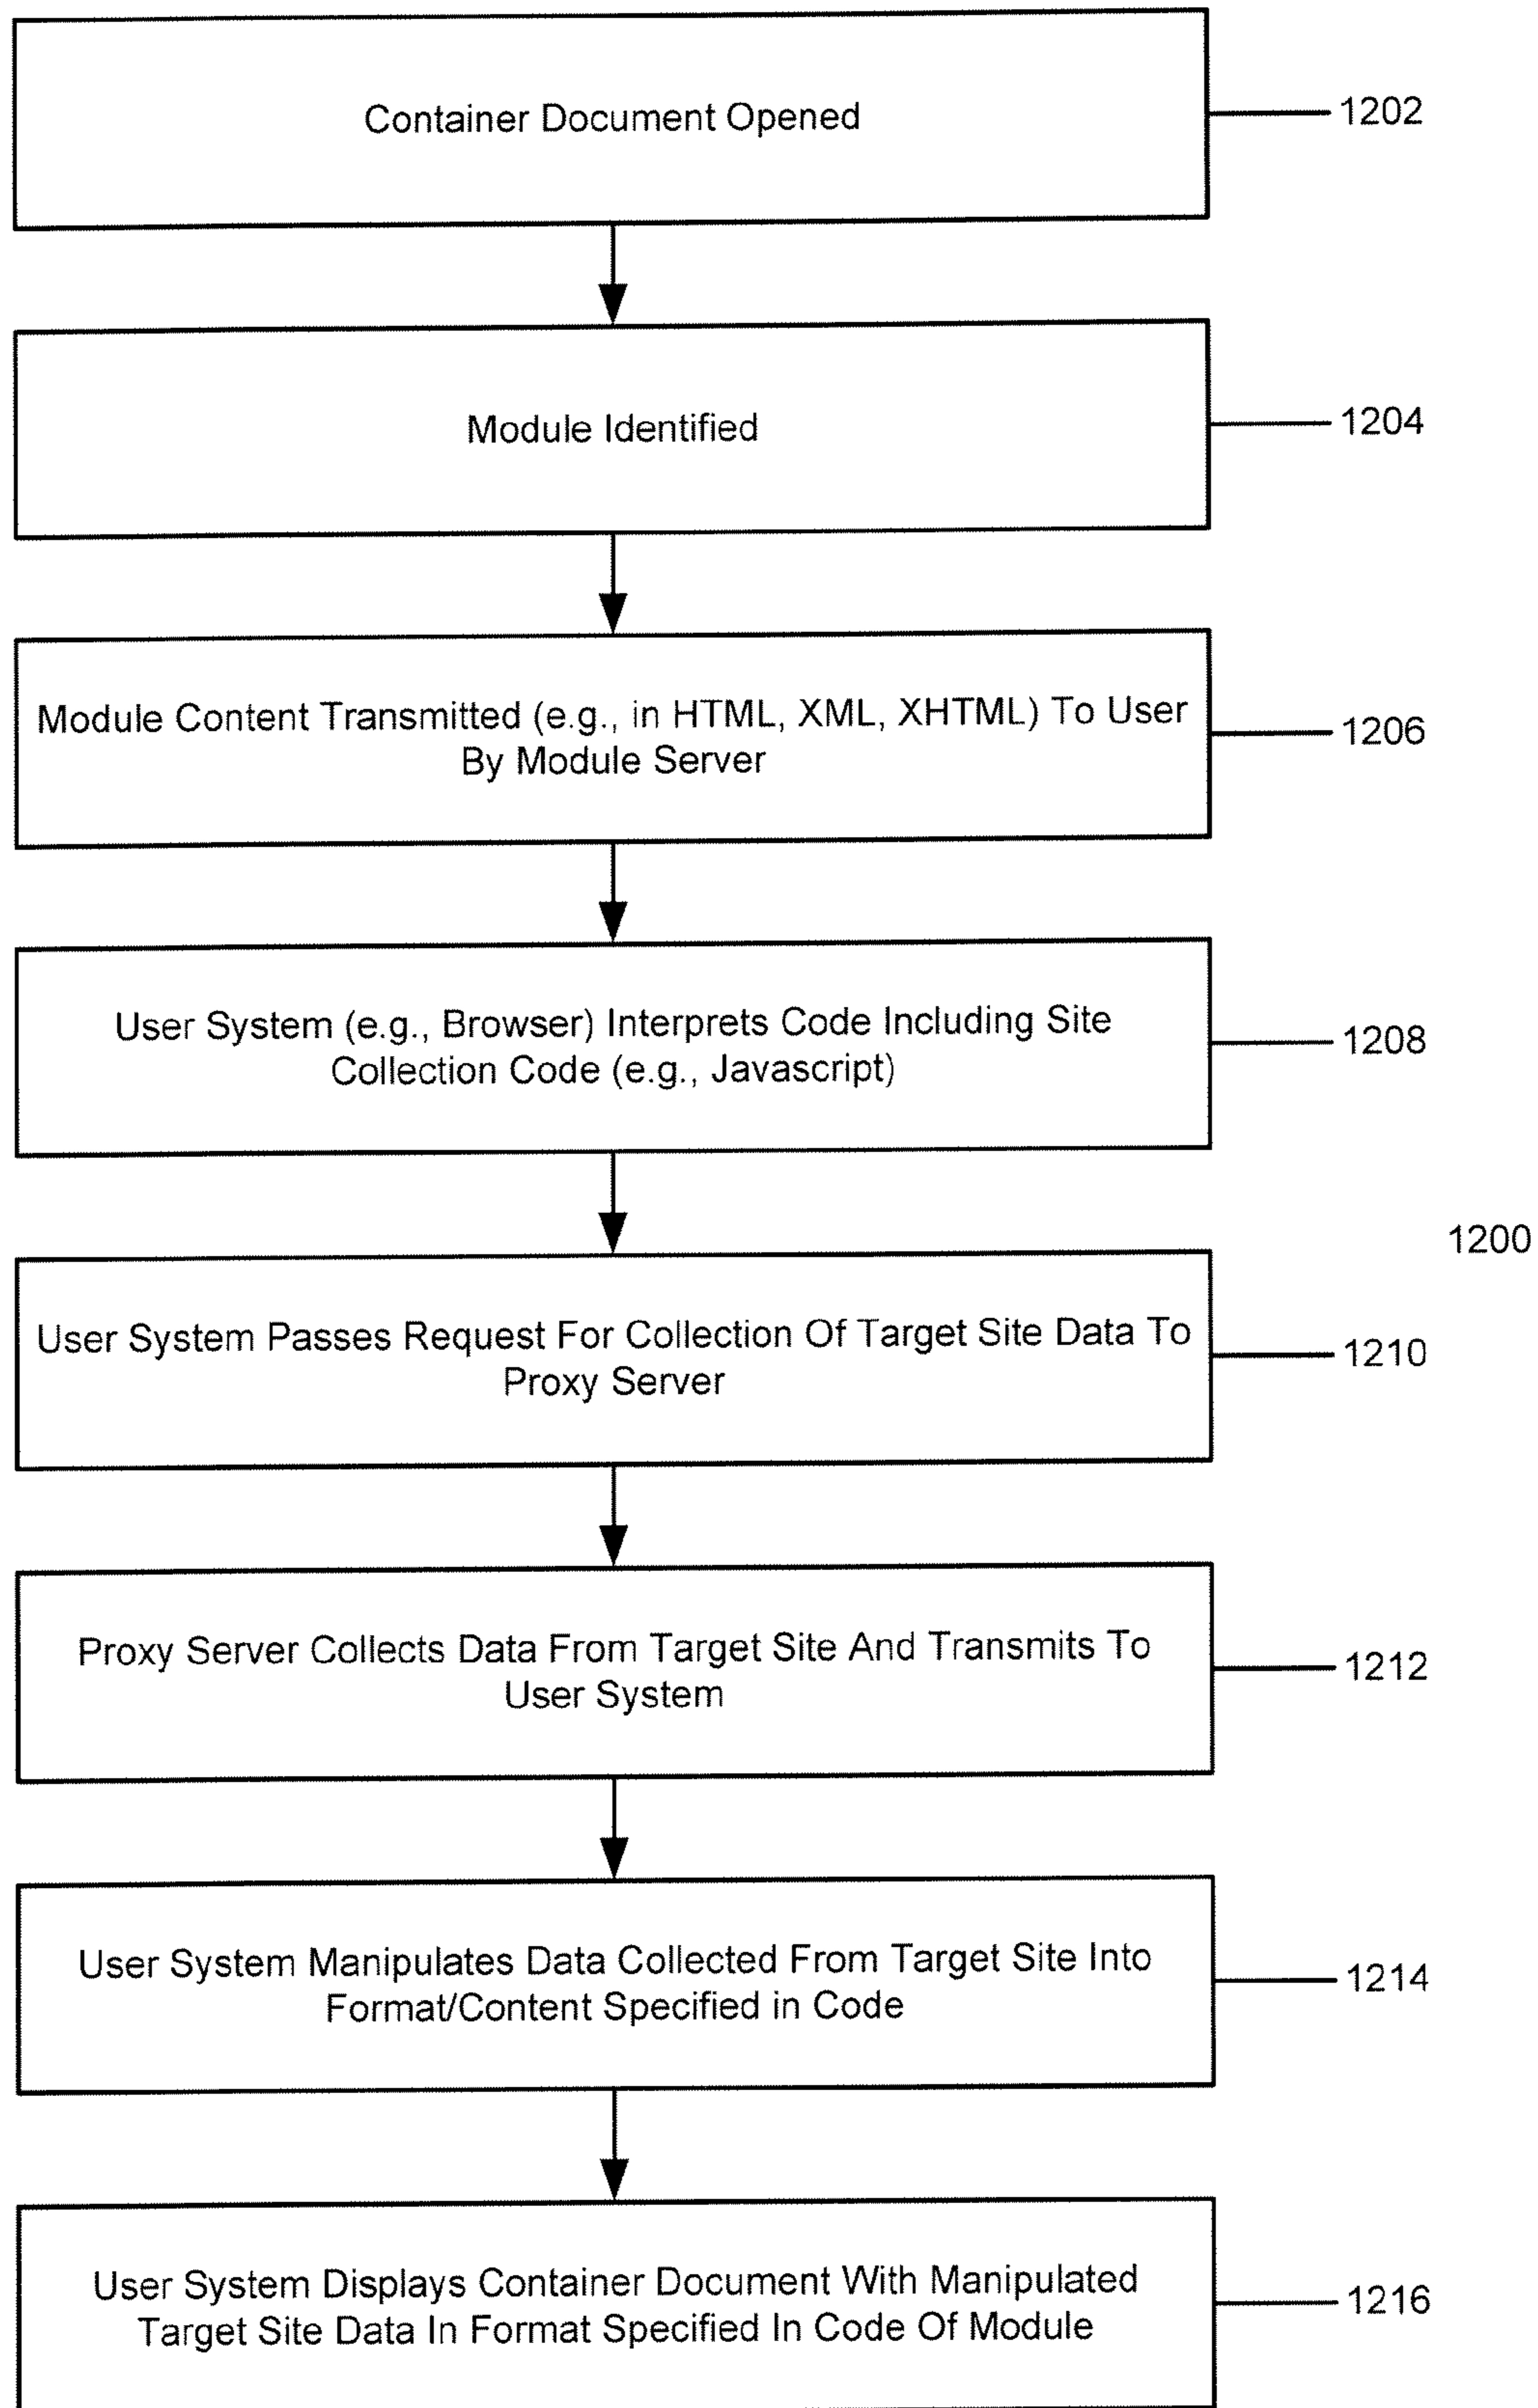 Container Document Opened
1202
Module Identified
1204
Module Content Transmitted (e.g., in HTML, XML, XHTML) To User
By Module Server
1206
User System (e.g., Browser) Interprets Code Including Site
Collection Code (e.g., Javascript)
1208
1200
User System Passes Request For Collection Of Target Site Data To
Proxy Server
1210
Proxy Server Collects Data From Target Site And Transmits To
User System
1212
User System Manipulates Data Collected From Target Site Into
Format/Content Specified in Code
1214
User System Displays Container Document With Manipulated
Target Site Data In Format Specified In Code Of Module
1216